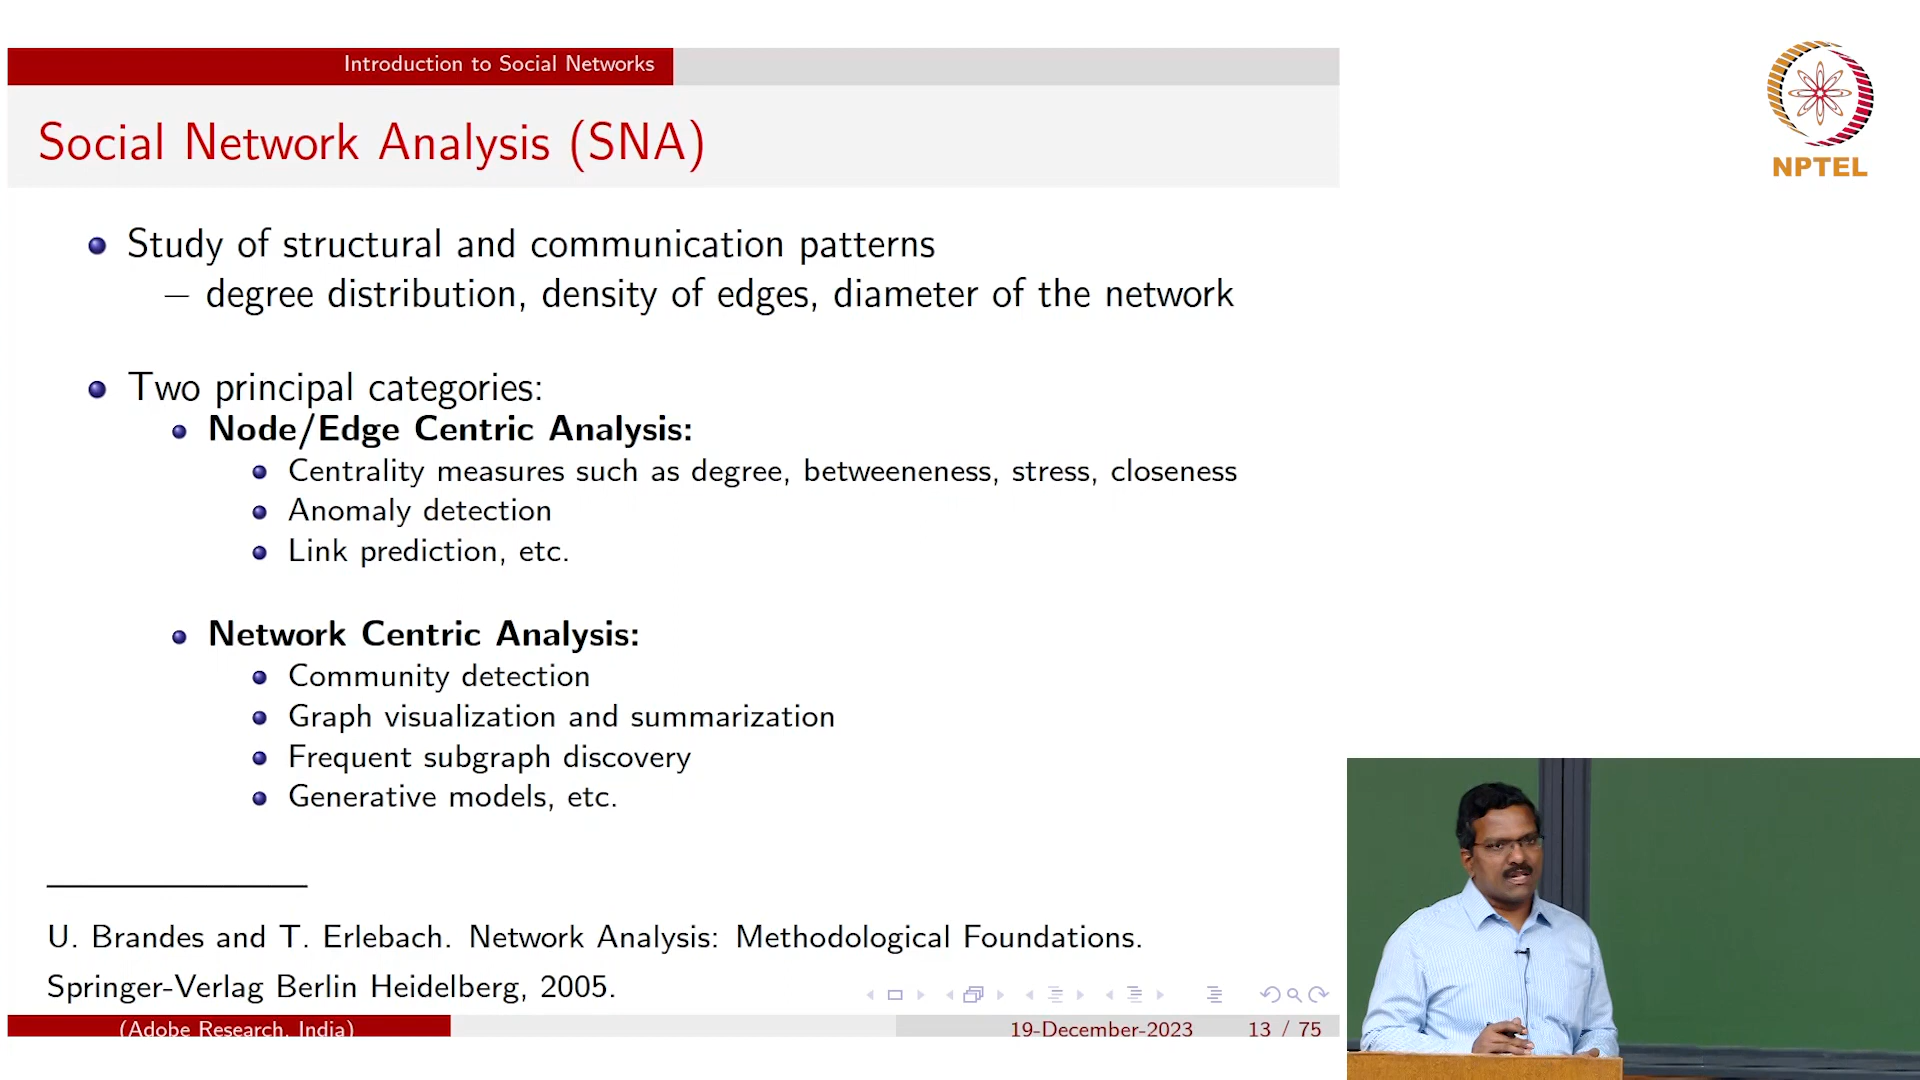 Introduction to Social Networks
Social Network Analysis (SNA)
NPTEL
Study of structural and communication patterns
– degree distribution, density of edges, diameter of the network
Two principal categories:
Node/Edge Centric Analysis:
Centrality measures such as degree, betweeneness, stress, closeness
Anomaly detection
Link prediction, etc.
Network Centric Analysis:
Community detection
Graph visualization and summarization
Frequent subgraph discovery
Generative models, etc.
U. Brandes and T. Erlebach. Network Analysis: Methodological Foundations.
Springer-Verlag Berlin Heidelberg, 2005.
(Adobe Research, India) 19-December-2023 13 / 75